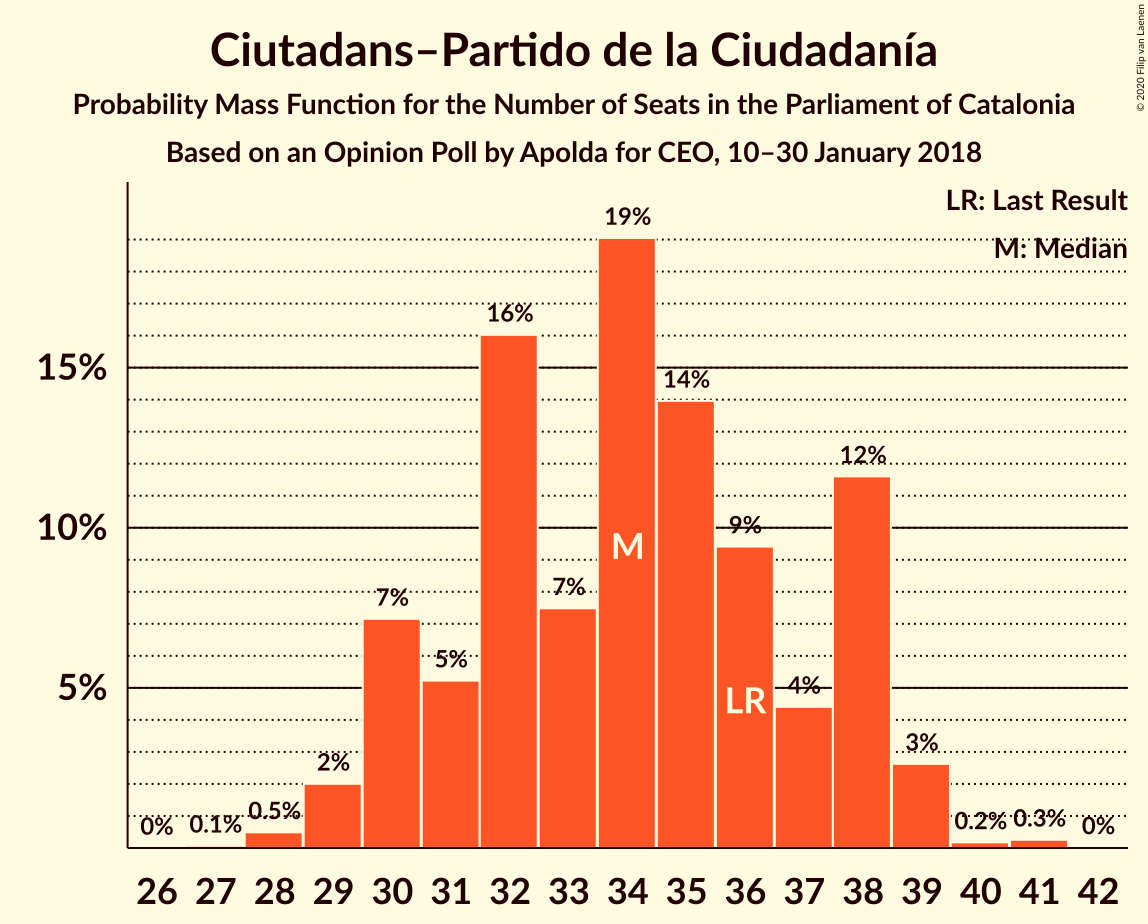 Ciutadans–Partido de la Ciudadanía
Probability Mass Function for the Number of Seats in the Parliament of Catalonia
Based on an Opinion Poll by Apolda for CEO, 10–30 January 2018
© 2020 Filip van Laenen
LR: Last Result
M: Median
15%
10%
5%
0%
0.1%
0.5%
2%
7%
5%
16%
7%
19%
14%
9%
4%
12%
3%
0.2%
0.3%
0%
M
LR
26 27 28 29 30 31 32 33 34 35 36 37 38 39 40 41 42